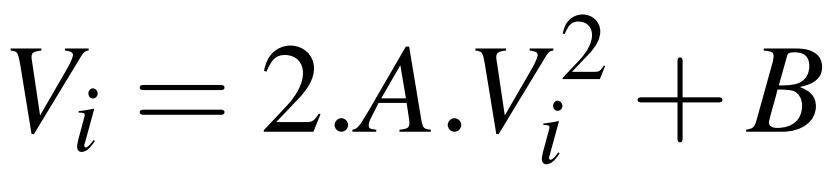 V_i = 2.A.V_i^2 + B